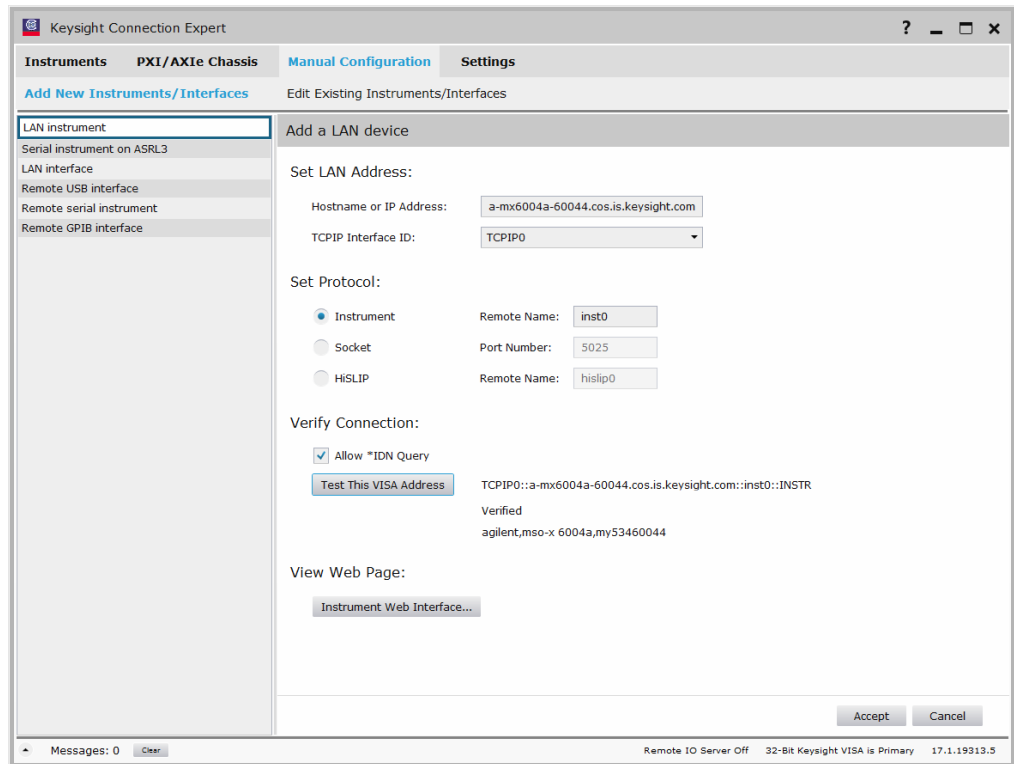 Keysight Connection Expert ?
Instruments PXI/AXIe Chassis Manual Configuration Settings
Add New Instruments/Interfaces Edit Existing Instruments/Interfaces
LAN instrument
Serial instrument on ASRL3
LAN interface
Remote USB interface
Remote serial instrument
Remote GPIB interface
Add a LAN device
Set LAN Address:
Hostname or IP Address: a-mx6004a-60044.cos.is.keysight.com
TCPIP Interface ID: TCPIP0
Set Protocol:
Instrument Remote Name: inst0
Socket Port Number: 5025
HiSLIP Remote Name: hislip0
Verify Connection:
Allow *IDN Query
Test This VISA Address TCPIP0::a-mx6004a-60044.cos.is.keysight.com::inst0::INSTR
Verified
agilent,mso-x 6004a,my53460044
View Web Page:
Instrument Web Interface...
Accept Cancel
Messages: 0 Clear Remote IO Server Off 32-Bit Keysight VISA is Primary 17.1.19313.5